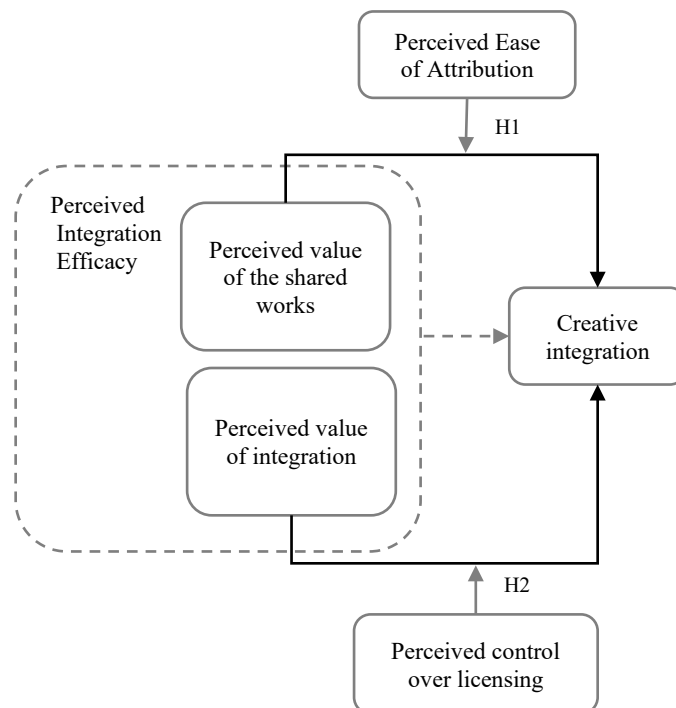 Perceived Ease
of Attribution
H1
Perceived
Integration
Efficacy
Perceived value
of the shared
works
Creative
integration
Perceived value
of integration
H2
Perceived control
over licensing